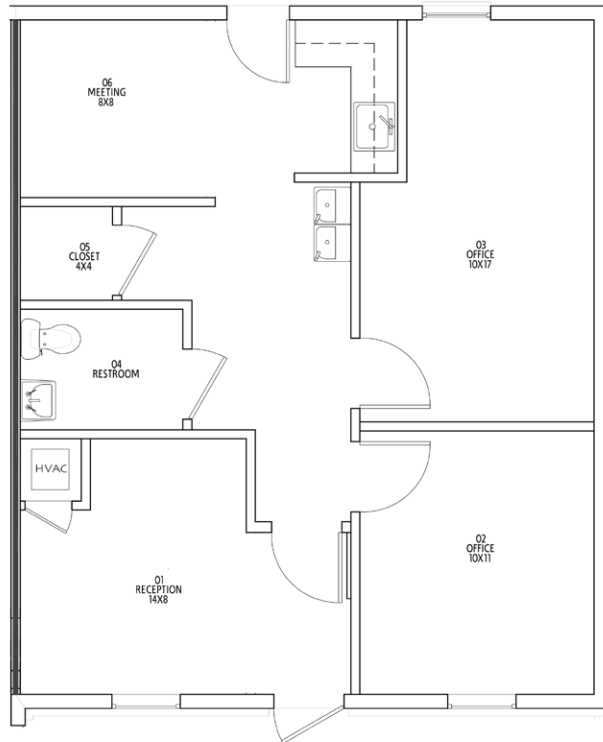 06
MEETING
8X8
05
CLOSET
4X4
03
OFFICE
10X17
04
RESTROOM
HVAC
02
OFFICE
10X11
01
RECEPTION
14X8